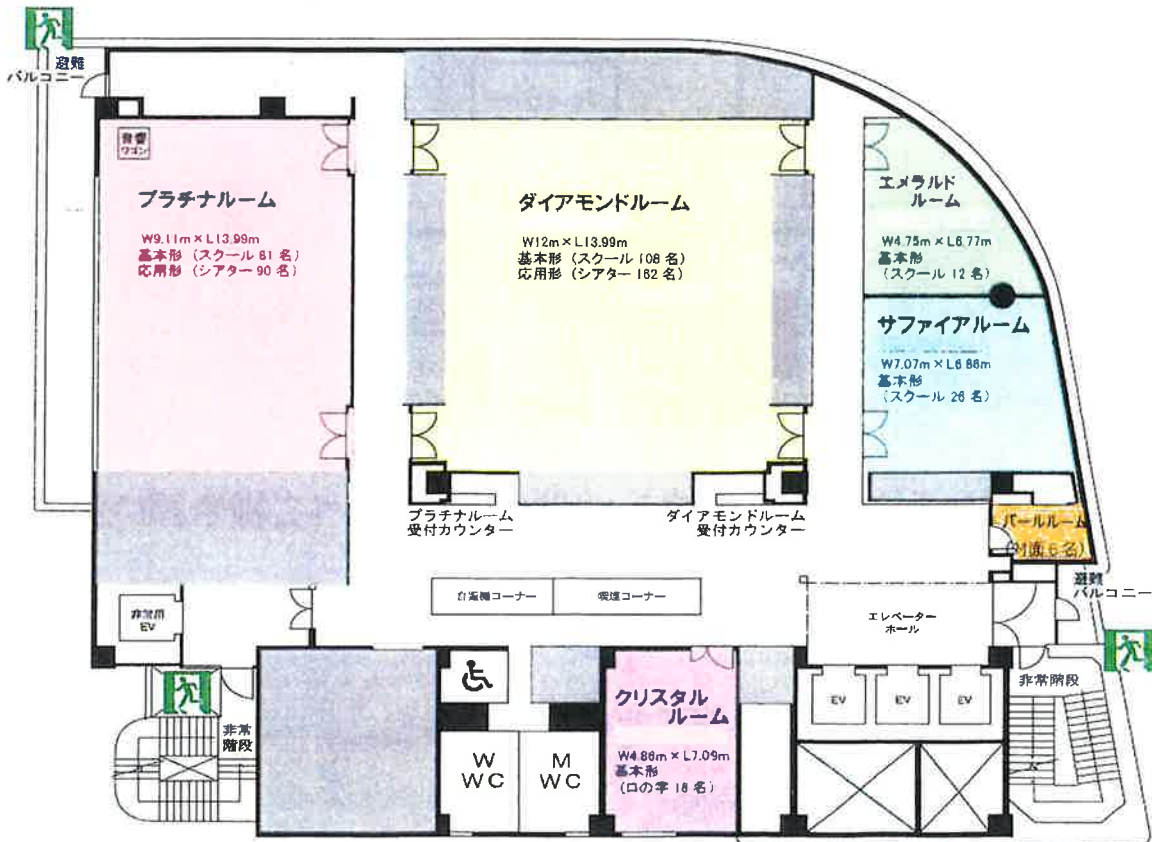 避難
バルコニー
音響
ワゴン
プラチナルーム
W9.11m×L13.99m
基本形（スクール 81 名）
応用形（シアター 90 名）
ダイアモンドルーム
W12m×L13.99m
基本形（スクール 108 名）
応用形（シアター 162 名）
エメラルド
ルーム
W4.75m×L6.77m
基本形
（スクール 12 名）
サファイアルーム
W7.07m×L6.86m
基本形
（スクール 26 名）
プラチナルーム
受付カウンター
ダイアモンドルーム
受付カウンター
パールルーム
（対面 6 名）
避難
バルコニー
自販機コーナー
喫煙コーナー
エレベーター
ホール
非常用
EV
非常
階段
W
WC
M
WC
クリスタル
ルーム
W4.86m×L7.09m
基本形
（ロの字 18 名）
EV
EV
EV
非常階段